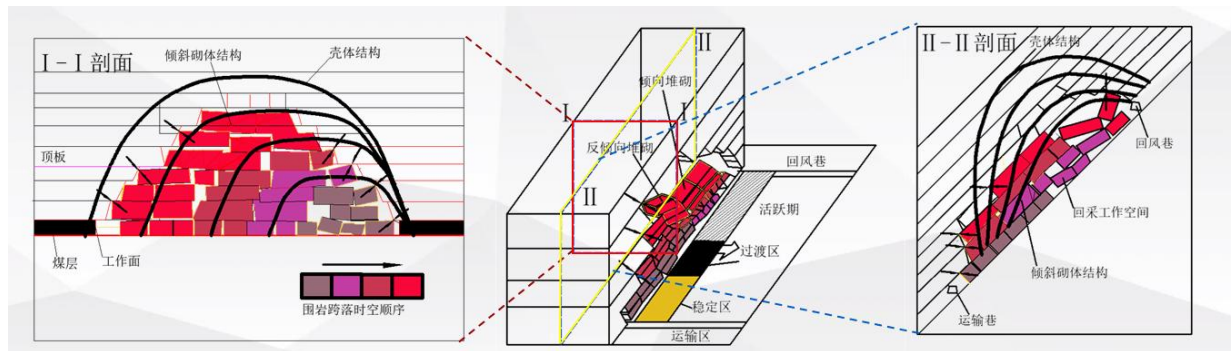 I-I剖面
倾斜砌体结构
壳体结构
顶板
煤层
工作面
围岩跨落时空顺序
II
倾向堆砌
I
I
反倾向堆砌
II
回风巷
活跃期
过渡区
稳定区
运输区
II-II剖面
壳体结构
回风巷
回采工作空间
倾斜砌体结构
运输巷